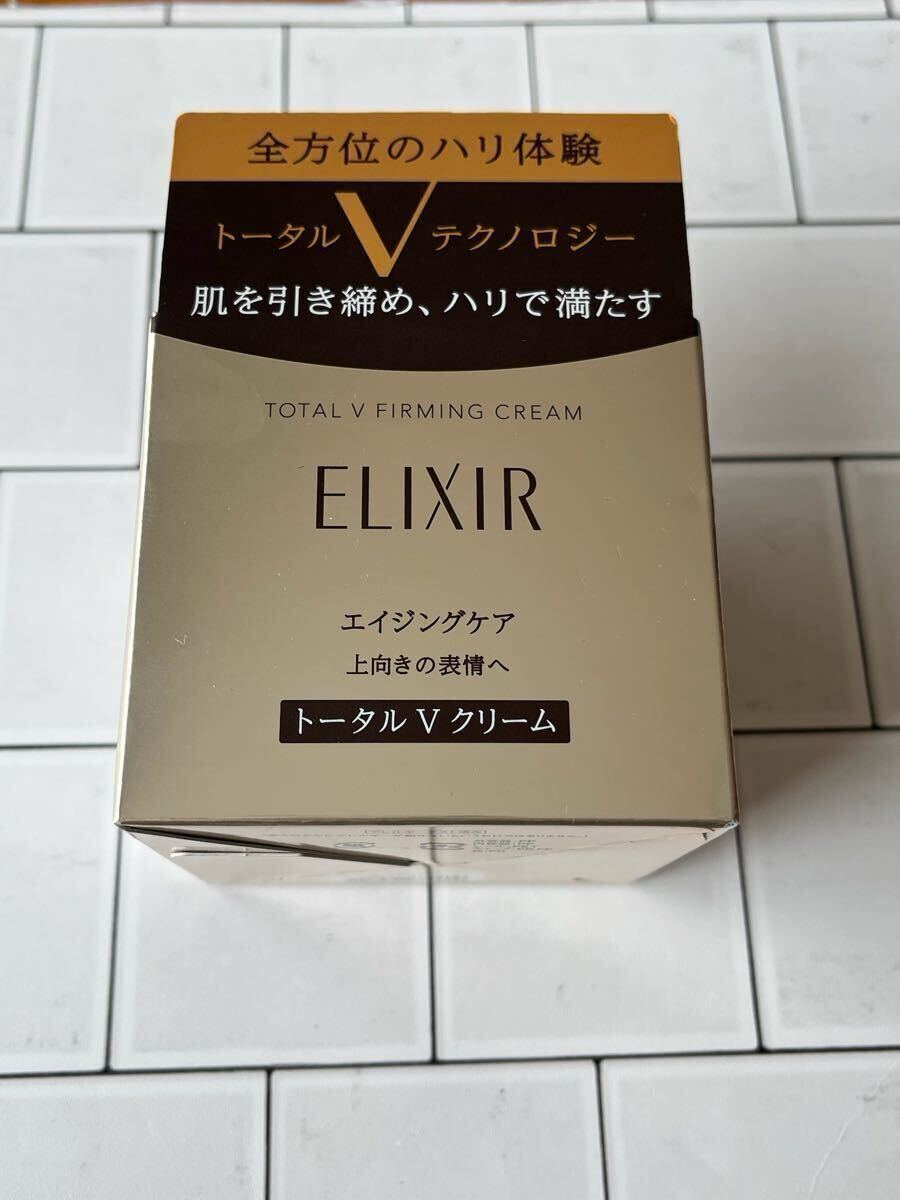 全方位のハリ体験
トータル V テクノロジー
肌を引き締め、ハリで満たす
TOTAL V FIRMING CREAM
ELIXIR
エイジングケア
上向きの表情へ
トータル V クリーム